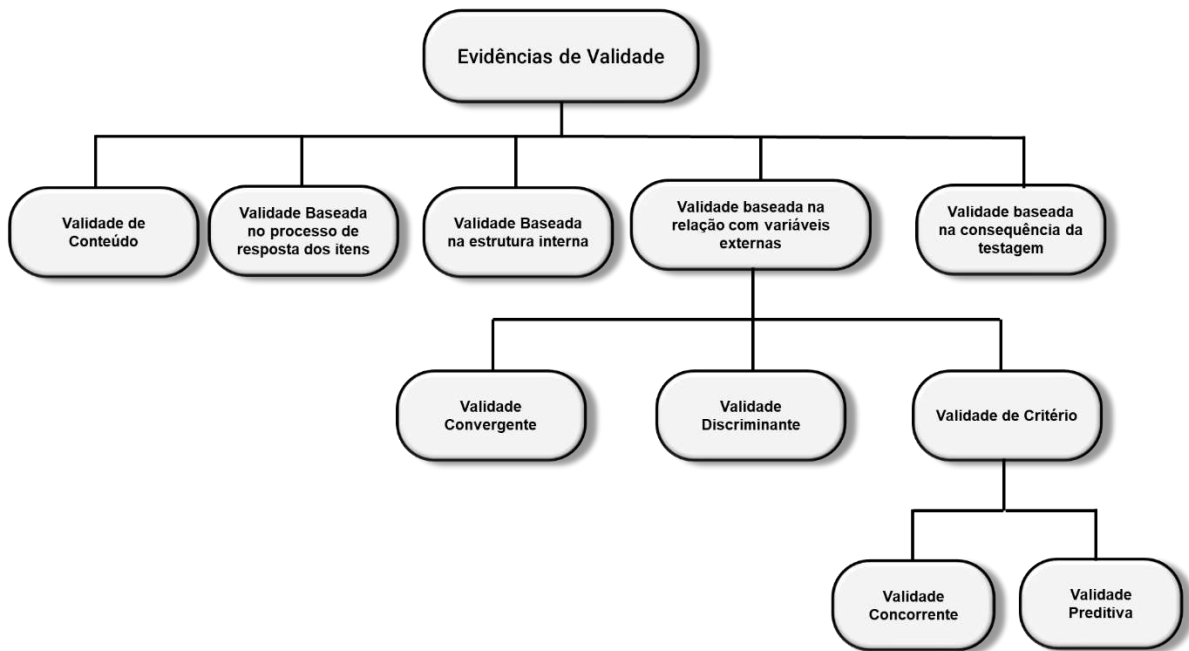 Evidências de Validade
Validade de
Conteúdo
Validade Baseada
no processo de
resposta dos itens
Validade Baseada
na estrutura interna
Validade baseada na
relação com variáveis
externas
Validade baseada
na consequência da
testagem
Validade
Convergente
Validade
Discriminante
Validade de Critério
Validade
Concorrente
Validade
Preditiva